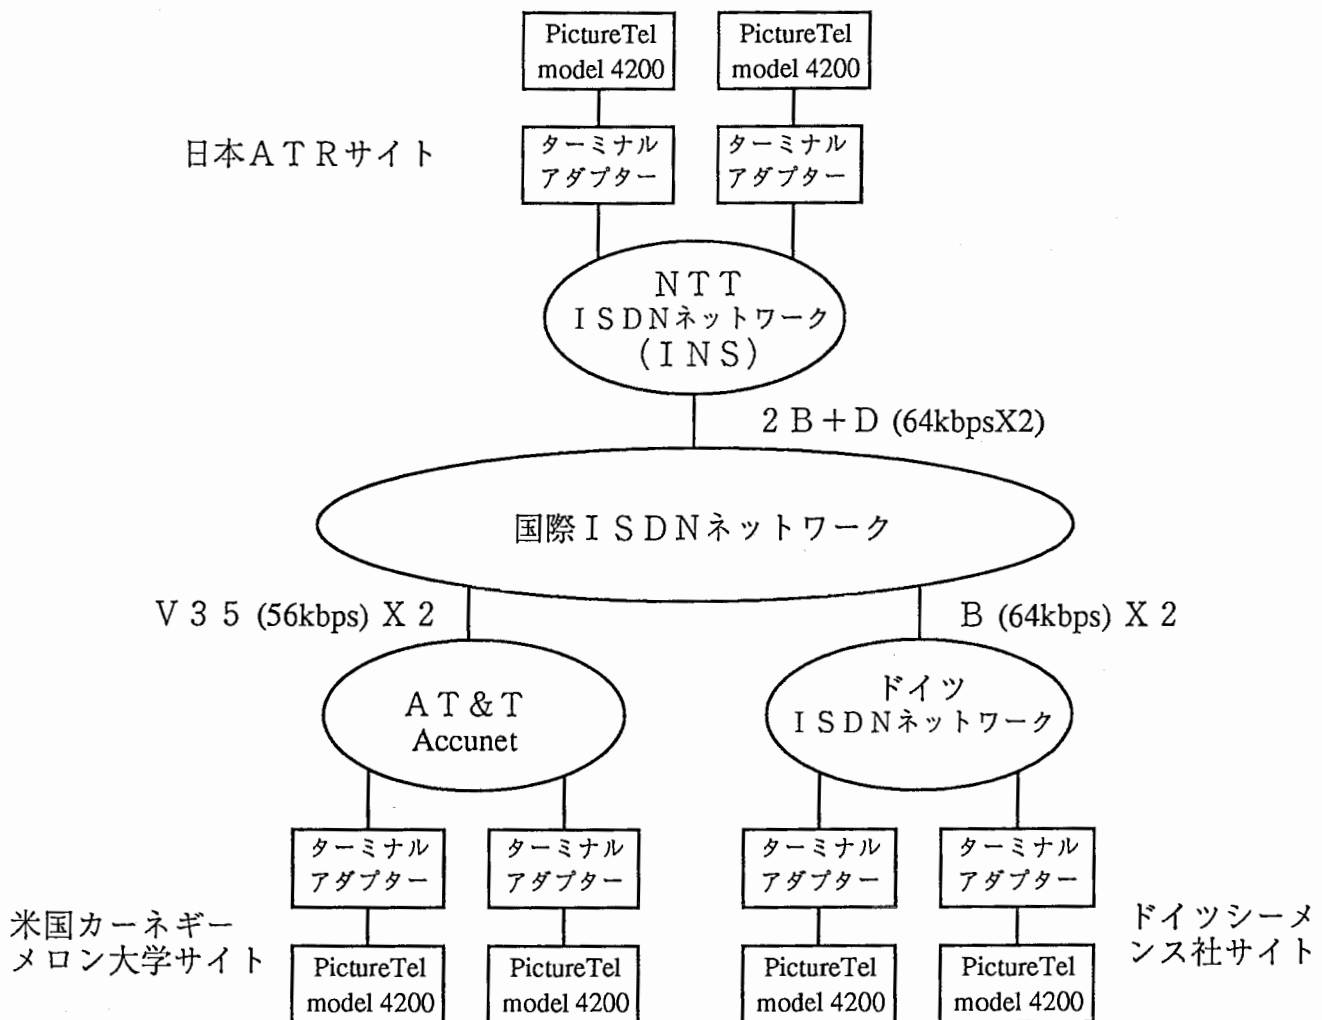 PictureTel
model 4200
PictureTel
model 4200
日本ＡＴＲサイト
ターミナル
アダプター
ターミナル
アダプター
ＮＴＴ
ＩＳＤＮネットワーク
(ＩＮＳ)
２Ｂ＋Ｄ (64kbpsX2)
国際ＩＳＤＮネットワーク
Ｖ３５ (56kbps) Ｘ２
Ｂ (64kbps) Ｘ２
ＡＴ＆Ｔ
Accunet
ドイツ
ＩＳＤＮネットワーク
ターミナル
アダプター
ターミナル
アダプター
ターミナル
アダプター
ターミナル
アダプター
米国カーネギー
メロン大学サイト
ドイツシーメ
ンス社サイト
PictureTel
model 4200
PictureTel
model 4200
PictureTel
model 4200
PictureTel
model 4200